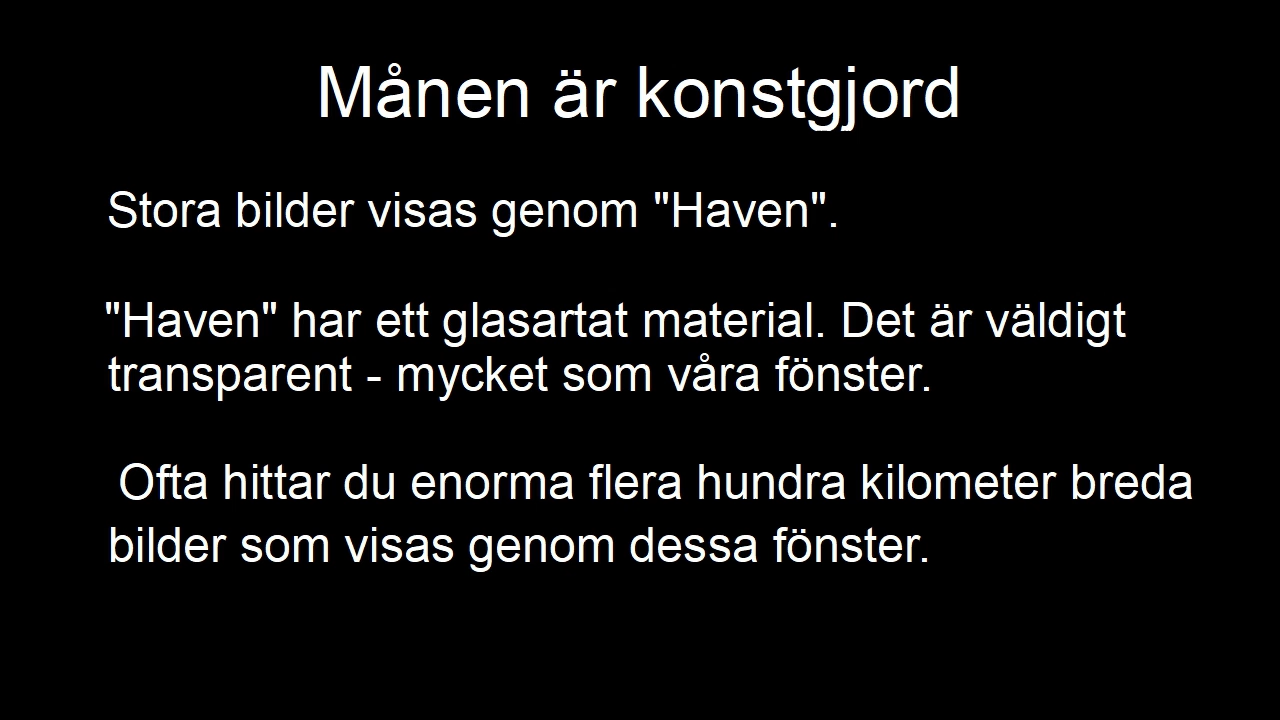 Månen är konstgjord
Stora bilder visas genom "Haven".
"Haven" har ett glasartat material. Det är väldigt
transparent - mycket som våra fönster.
Ofta hittar du enorma flera hundra kilometer breda
bilder som visas genom dessa fönster.